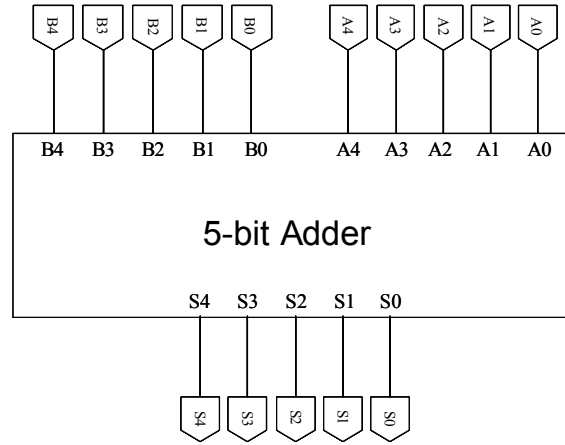 B4 B3 B2 B1 B0 A4 A3 A2 A1 A0
B4 B3 B2 B1 B0 A4 A3 A2 A1 A0
5-bit Adder
S4 S3 S2 S1 S0
S4 S3 S2 S1 S0